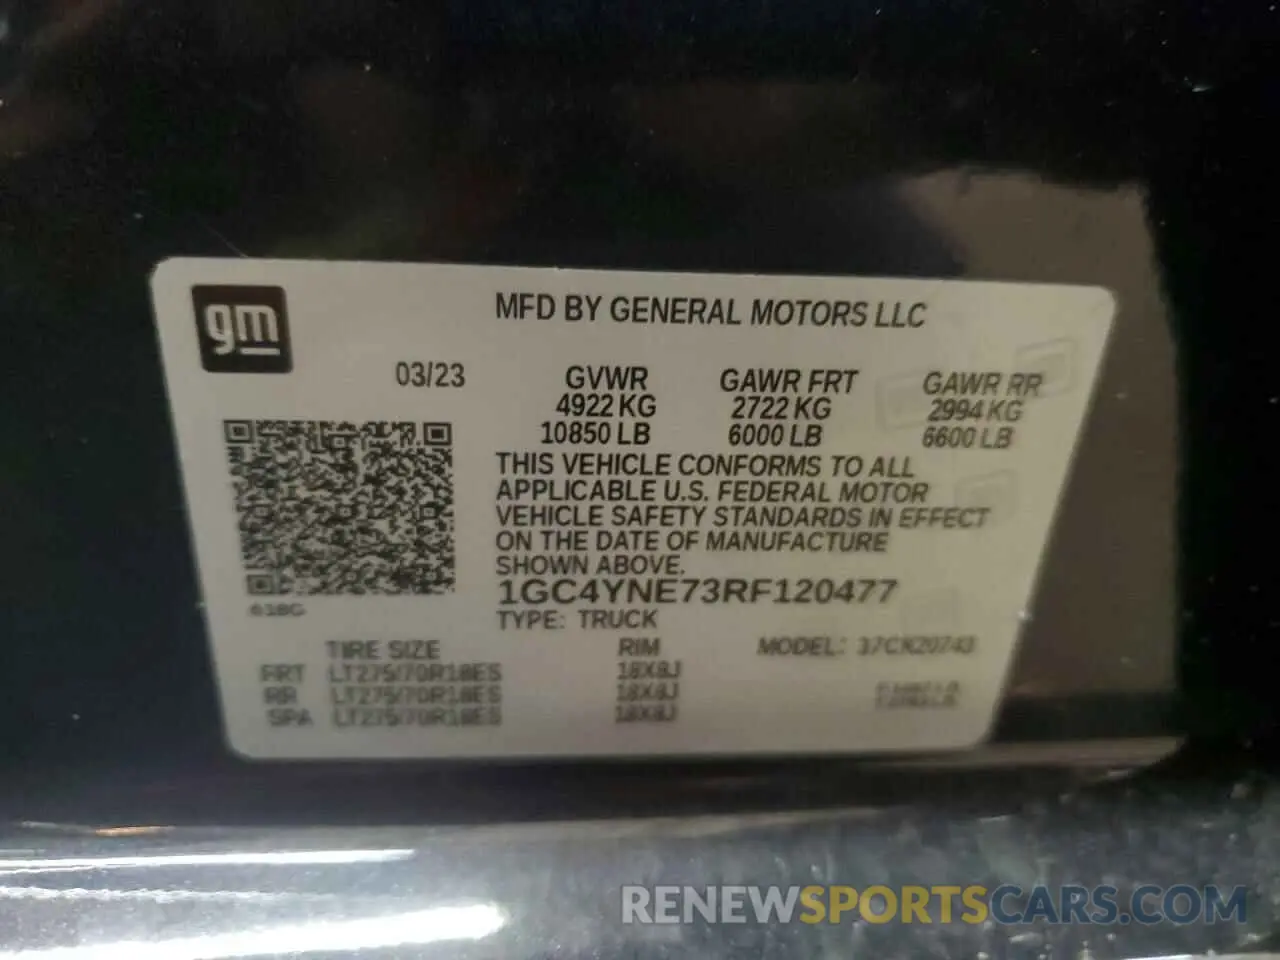 gm
MFD BY GENERAL MOTORS LLC
03/23
GVWR GAWR FRT GAWR RR
4922 KG 2722 KG 2994 KG
10850 LB 6000 LB 6600 LB
THIS VEHICLE CONFORMS TO ALL
APPLICABLE U.S. FEDERAL MOTOR
VEHICLE SAFETY STANDARDS IN EFFECT
ON THE DATE OF MANUFACTURE
SHOWN ABOVE.
1GC4YNE73RF120477
TYPE: TRUCK
TIRE SIZE RIM MODEL:
FRT LT275/70R18ES 18X8J
RR LT275/70R18ES 18X8J
SPA LT275/70R18ES 18X8J
RENEWSPORTSCARS.COM